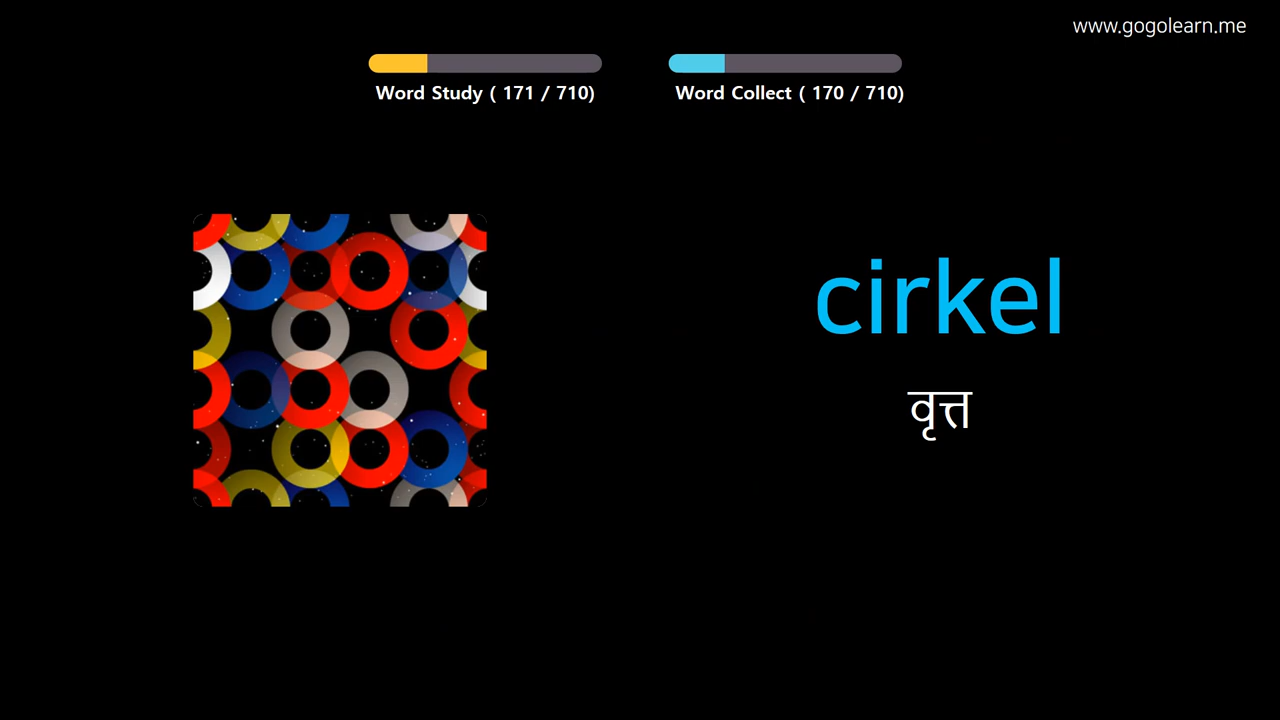 www.gogolearn.me
Word Study ( 171 / 710)
Word Collect ( 170 / 710)
cirkel
वृत्त